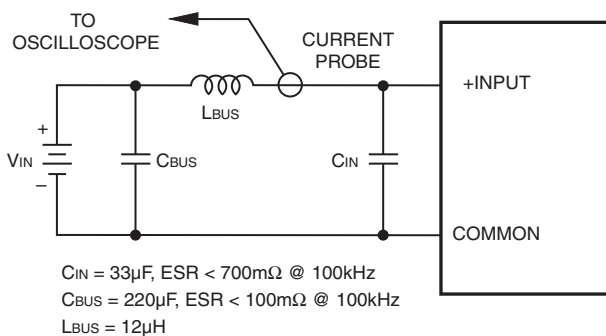 TO
OSCILLOSCOPE
CURRENT
PROBE
+INPUT
LBUS
+
VIN
–
CBUS
CIN
COMMON
CIN = 33µF, ESR < 700mΩ @ 100kHz
CBUS = 220µF, ESR < 100mΩ @ 100kHz
LBUS = 12µH